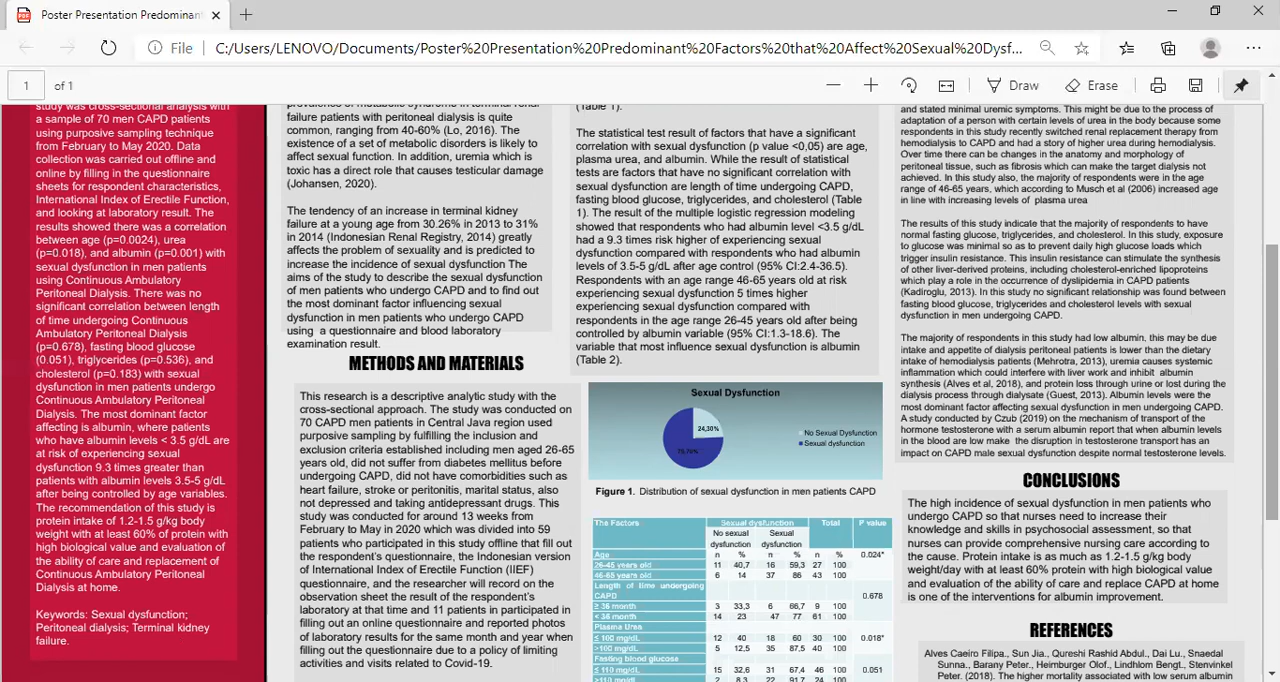 Poster Presentation Predominant
File
C:/Users/LENOVO/Documents/Poster%20Presentation%20Predominant%20Factors%20that%20Affect%20Sexual%20Dysf...
1
of 1
Draw
Erase
study was cross-sectional analysis with
a sample of 70 men CAPD patients
using purposive sampling technique
from February to May 2020. Data
collection was carried out offline and
online by filling in the questionnaire
sheets for respondent characteristics,
International Index of Erectile Function,
and looking at laboratory result. The
results showed there was a correlation
between age (p=0.0024), urea
(p=0.018), and albumin (p=0.001) with
sexual dysfunction in men patients
using Continuous Ambulatory
Peritoneal Dialysis. There was no
significant correlation between length
of time undergoing Continuous
Ambulatory Peritoneal Dialysis
(p=0.678), fasting blood glucose
(0.051), triglycerides (p=0.536), and
cholesterol (p=0.183) with sexual
dysfunction in men patients undergo
Continuous Ambulatory Peritoneal
Dialysis. The most dominant factor
affecting is albumin, where patients
who have albumin levels < 3.5 g/dL are
at risk of experiencing sexual
dysfunction 9.3 times greater than
patients with albumin levels 3.5-5 g/dL
after being controlled by age variables.
The recommendation of this study is
protein intake of 1.2-1.5 g/kg body
weight with at least 60% of protein with
high biological value and evaluation of
the ability of care and replacement of
Continuous Ambulatory Peritoneal
Dialysis at home.
Keywords: Sexual dysfunction;
Peritoneal dialysis; Terminal kidney
failure.
prevalence of metabolic syndrome in terminal renal
failure patients with peritoneal dialysis is quite
common, ranging from 40-60% (Lo, 2016). The
existence of a set of metabolic disorders is likely to
affect sexual function. In addition, uremia which is
toxic has a direct role that causes testicular damage
(Johansen, 2020).
The tendency of an increase in terminal kidney
failure at a young age from 30.26% in 2013 to 31%
in 2014 (Indonesian Renal Registry, 2014) greatly
affects the problem of sexuality and is predicted to
increase the incidence of sexual dysfunction The
aims of the study to describe the sexual dysfunction
of men patients who undergo CAPD and to find out
the most dominant factor influencing sexual
dysfunction in men patients who undergo CAPD
using a questionnaire and blood laboratory
examination result.
METHODS AND MATERIALS
This research is a descriptive analytic study with the
cross-sectional approach. The study was conducted on
70 CAPD men patients in Central Java region used
purposive sampling by fulfilling the inclusion and
exclusion criteria established including men aged 26-65
years old, did not suffer from diabetes mellitus before
undergoing CAPD, did not have comorbidities such as
heart failure, stroke or peritonitis, marital status, also
not depressed and taking antidepressant drugs. This
study was conducted for around 13 weeks from
February to May in 2020 which was divided into 59
patients who participated in this study offline that fill out
the respondent's questionnaire, the Indonesian version
of International Index of Erectile Function (IIEF)
questionnaire and the researcher will record on the
observation sheet the result of the respondent's
laboratory at that time and 11 patients in participated in
filling out an online questionnaire and reported photos
of laboratory results for the same month and year when
filling out the questionnaire due to a policy of limiting
activities and visits related to Covid-19.
(Table 1).
The statistical test result of factors that have a significant
correlation with sexual dysfunction (p value <0,05) are age,
plasma urea, and albumin. While the result of statistical
tests are factors that have no significant correlation with
sexual dysfunction are length of time undergoing CAPD,
fasting blood glucose, triglycerides, and cholesterol (Table
1). The result of the multiple logistic regression modeling
showed that respondents who had albumin level <3.5 g/dL
had a 9.3 times risk higher of experiencing sexual
dysfunction compared with respondents who had albumin
levels of 3.5-5 g/dL after age control (95% CI:2.4-36.5).
Respondents with an age range 46-65 years old at risk
experiencing sexual dysfunction 5 times higher
experiencing sexual dysfunction compared with
respondents in the age range 26-45 years old after being
controlled by albumin variable (95% CI:1.3-18.6). The
variable that most influence sexual dysfunction is albumin
(Table 2).
Sexual Dysfunction
24,30%
No Sexual Dysfunction
Sexual dysfunction
Figure 1. Distribution of sexual dysfunction in men patients CAPD
The Factors Sexual dysfunction Total P value
No sexual dysfunction Sexual dysfunction
n % n % n %
Age 0.024*
26-45 years old 11 40,7 16 59,3 27 100
46-65 years old 6 14 37 86 43 100
Length of time undergoing
CAPD 0.678
≥ 36 month 3 33,3 6 66,7 9 100
< 36 month 14 23 47 77 61 100
Plasma Urea
≤ 100 mg/dL 12 40 18 60 30 100 0.018*
>100 mg/dL 5 12,5 35 87,5 40 100
Fasting blood glucose
≤ 110 mg/dL 15 32,6 31 67,4 46 100 0.051
>110 mg/dL 2 8,3 22 91,7 24 100
and stated minimal uremic symptoms. This might be due to the process of
adaptation of a person with certain levels of urea in the body because some
respondents in this study recently switched renal replacement therapy from
hemodialysis to CAPD and had a story of higher urea during hemodialysis.
Over time there can be changes in the anatomy and morphology of
peritoneal tissue, such as fibrosis which can make the target dialysis not
achieved. In this study also, the majority of respondents were in the age
range of 46-65 years, which according to Musch et al (2006) increased age
in line with increasing levels of plasma urea
The results of this study indicate that the majority of respondents to have
normal fasting glucose, triglycerides, and cholesterol. In this study, exposure
to glucose was minimal so as to prevent daily high glucose loads which
trigger insulin resistance. This insulin resistance can stimulate the synthesis
of other liver-derived proteins, including cholesterol-enriched lipoproteins
which play a role in the occurrence of dyslipidemia in CAPD patients
(Kadiroglu, 2013). In this study no significant relationship was found between
fasting blood glucose, triglycerides and cholesterol levels with sexual
dysfunction in men undergoing CAPD.
The majority of respondents in this study had low albumin, this may be due
intake and appetite of dialysis peritoneal patients is lower than the dietary
intake of hemodialysis patients (Mehrotra, 2013), uremia causes systemic
inflammation which could interfere with liver work and inhibit albumin
synthesis (Alves et al, 2018), and protein loss through urine or lost during the
dialysis process through dialysate (Guest, 2013). Albumin levels were the
most dominant factor affecting sexual dysfunction in men undergoing CAPD.
A study conducted by Czub (2019) on the mechanism of transport of the
hormone testosterone with a serum albumin report that when albumin levels
in the blood are low make the disruption in testosterone transport has an
impact on CAPD male sexual dysfunction despite normal testosterone levels.
CONCLUSIONS
The high incidence of sexual dysfunction in men patients who
undergo CAPD so that nurses need to increase their
knowledge and skills in psychosocial assessment, so that
nurses can provide comprehensive nursing care according to
the cause. Protein intake is as much as 1.2-1.5 g/kg body
weight/day with at least 60% protein with high biological value
and evaluation of the ability of care and replace CAPD at home
is one of the interventions for albumin improvement.
REFERENCES
Alves Caeiro Filipa., Sun Jia., Qureshi Rashid Abdul., Dai Lu., Snaedal
Sunna., Barany Peter., Heimburger Olof., Lindhlom Bengt., Stenvinkel
Peter. (2018). The higher mortality associated with low serum albumin